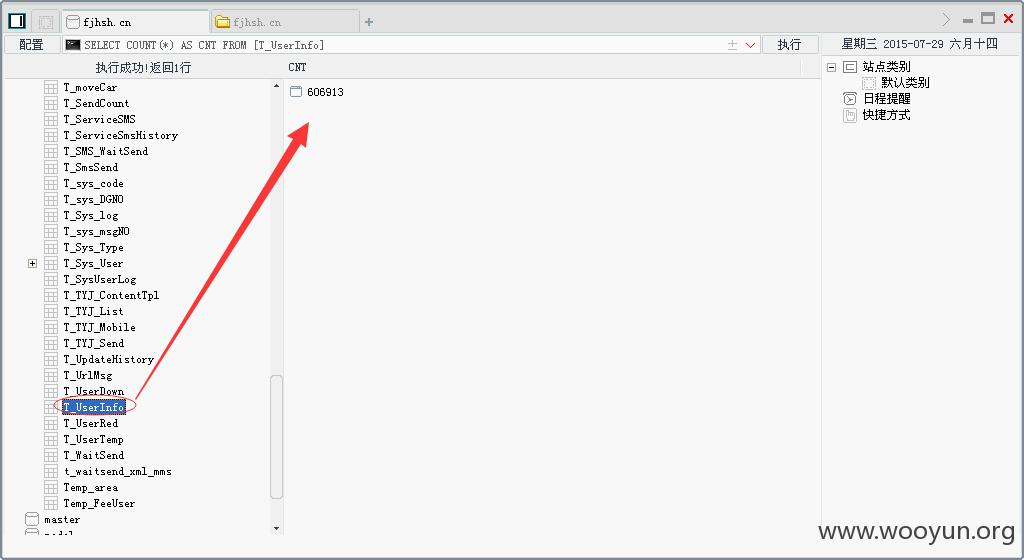 fjhsh.cn
fjhsh.cn
配置
SELECT COUNT(*) AS CNT FROM [T_UserInfo]
执行
星期三 2015-07-29 六月十四
执行成功!返回1行
CNT
606913
T_moveCar
T_SendCount
T_ServiceSMS
T_ServiceSmsHistory
T_SMS_WaitSend
T_SmsSend
T_sys_code
T_sys_DGNO
T_Sys_log
T_sys_msgNO
T_Sys_Type
T_Sys_User
T_SysUserLog
T_TYJ_ContentTpl
T_TYJ_List
T_TYJ_Mobile
T_TYJ_Send
T_UpdateHistory
T_UrlMsg
T_UserDown
T_UserInfo
T_UserRed
T_UserTemp
T_WaitSend
t_waitsend_xml_mms
Temp_area
Temp_FeeUser
master
站点类别
默认类别
日程提醒
快捷方式
www.wooyun.org